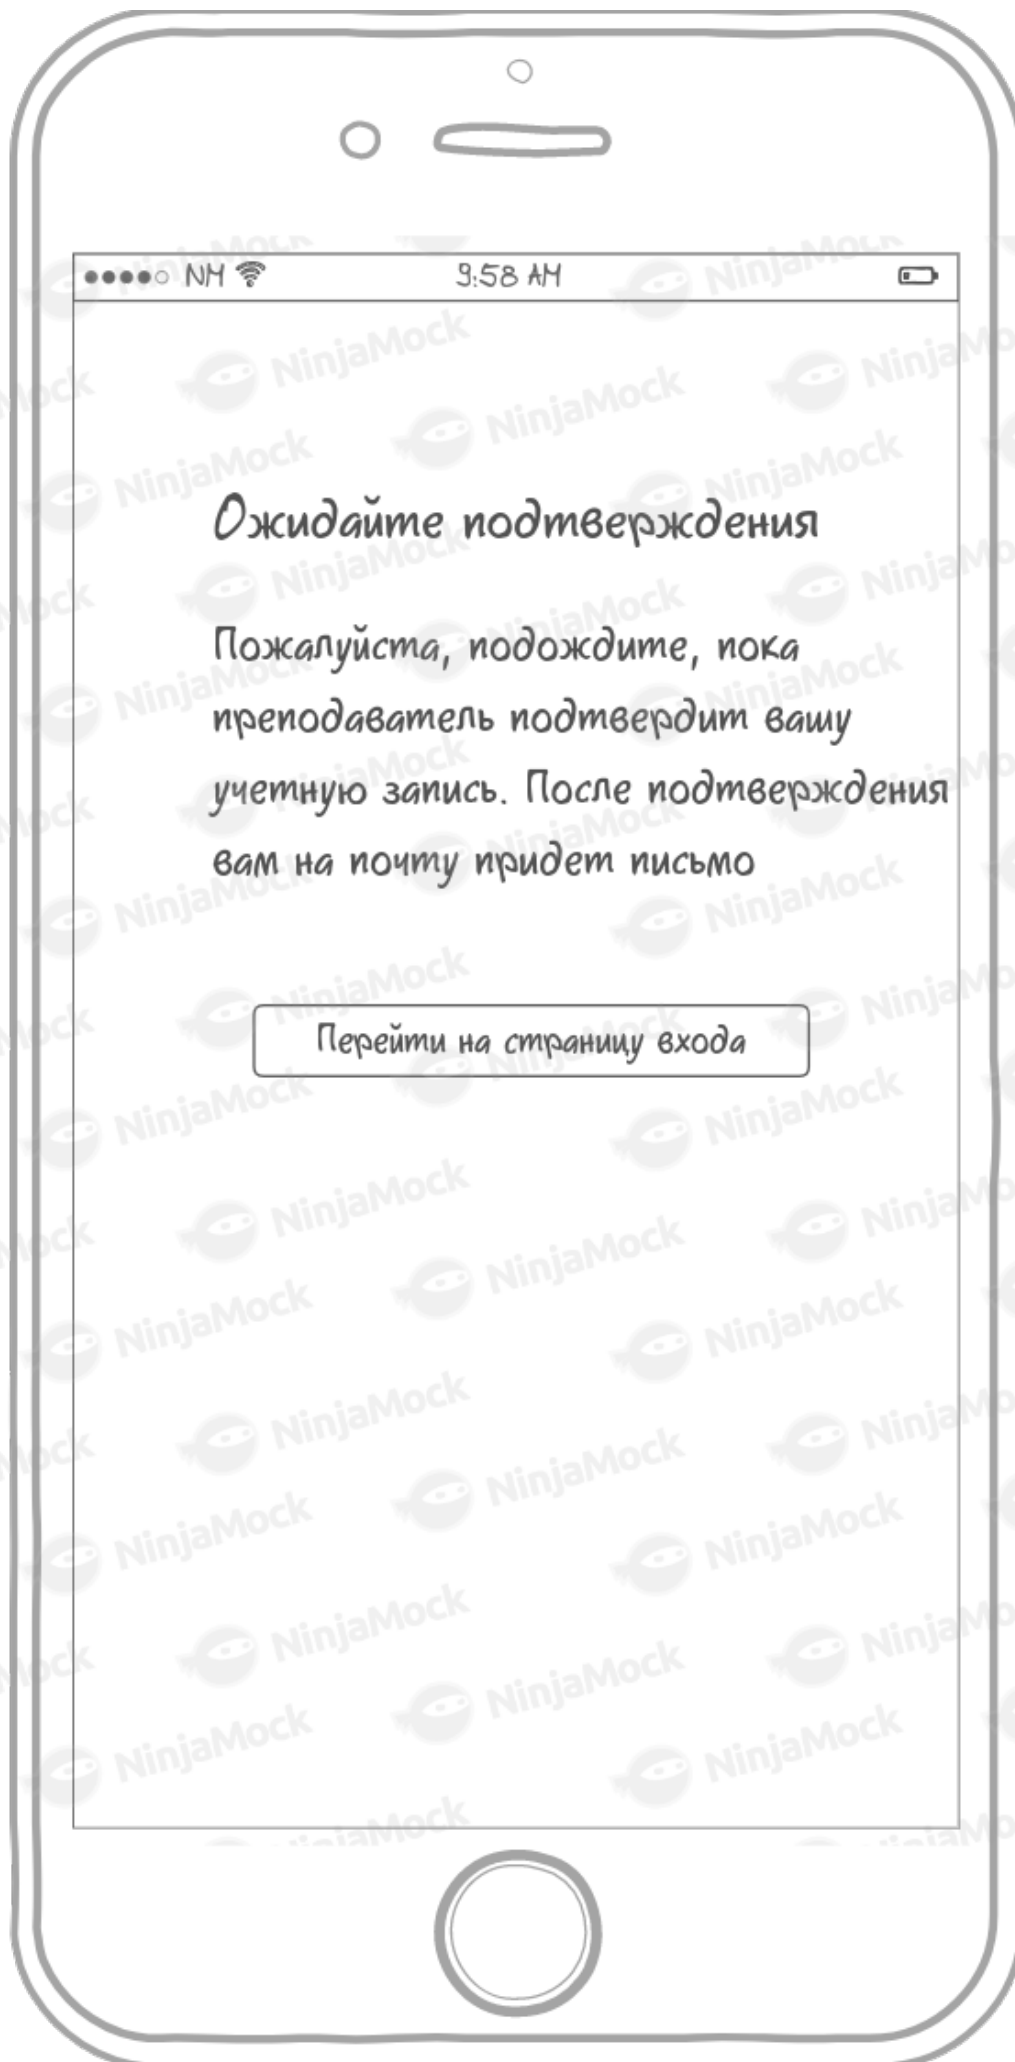 NM 9:58 AM
Ожидайте подтверждения
Пожалуйста, подождите, пока
преподаватель подтвердит вашу
учетную запись. После подтверждения
вам на почту придет письмо
Перейти на страницу входа
NinjaMock